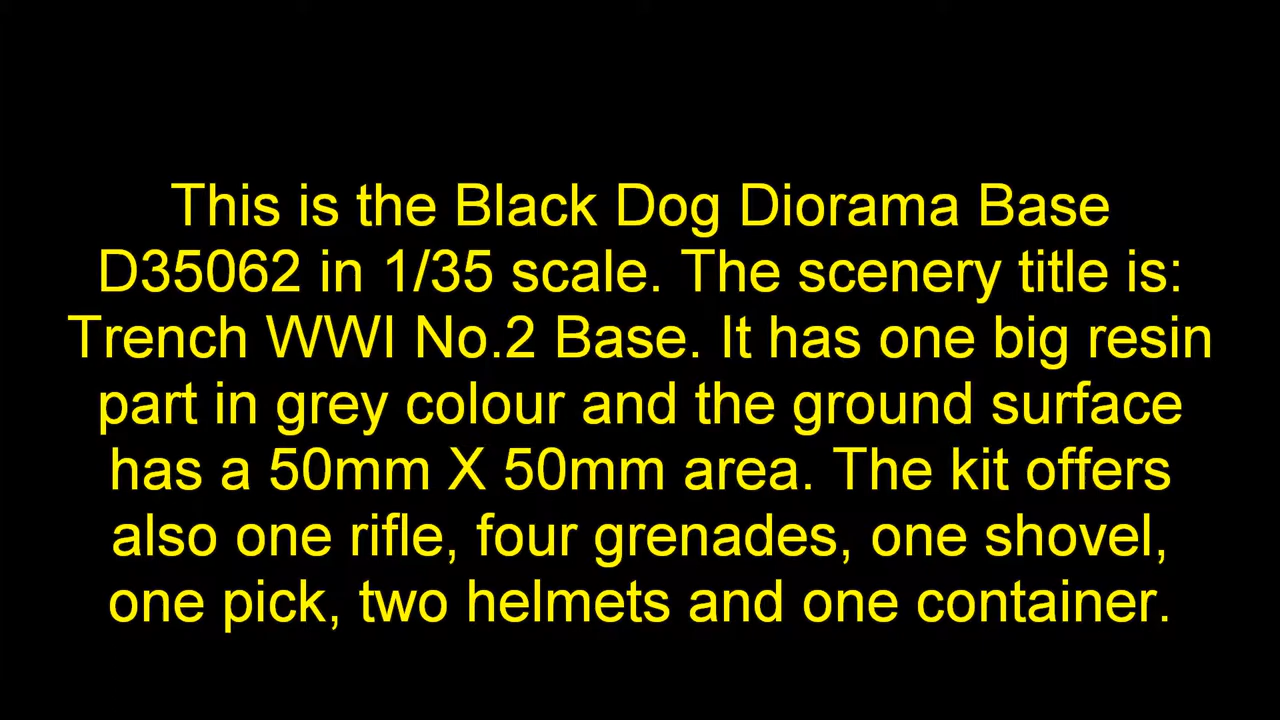 This is the Black Dog Diorama Base
D35062 in 1/35 scale. The scenery title is:
Trench WWI No.2 Base. It has one big resin
part in grey colour and the ground surface
has a 50mm X 50mm area. The kit offers
also one rifle, four grenades, one shovel,
one pick, two helmets and one container.